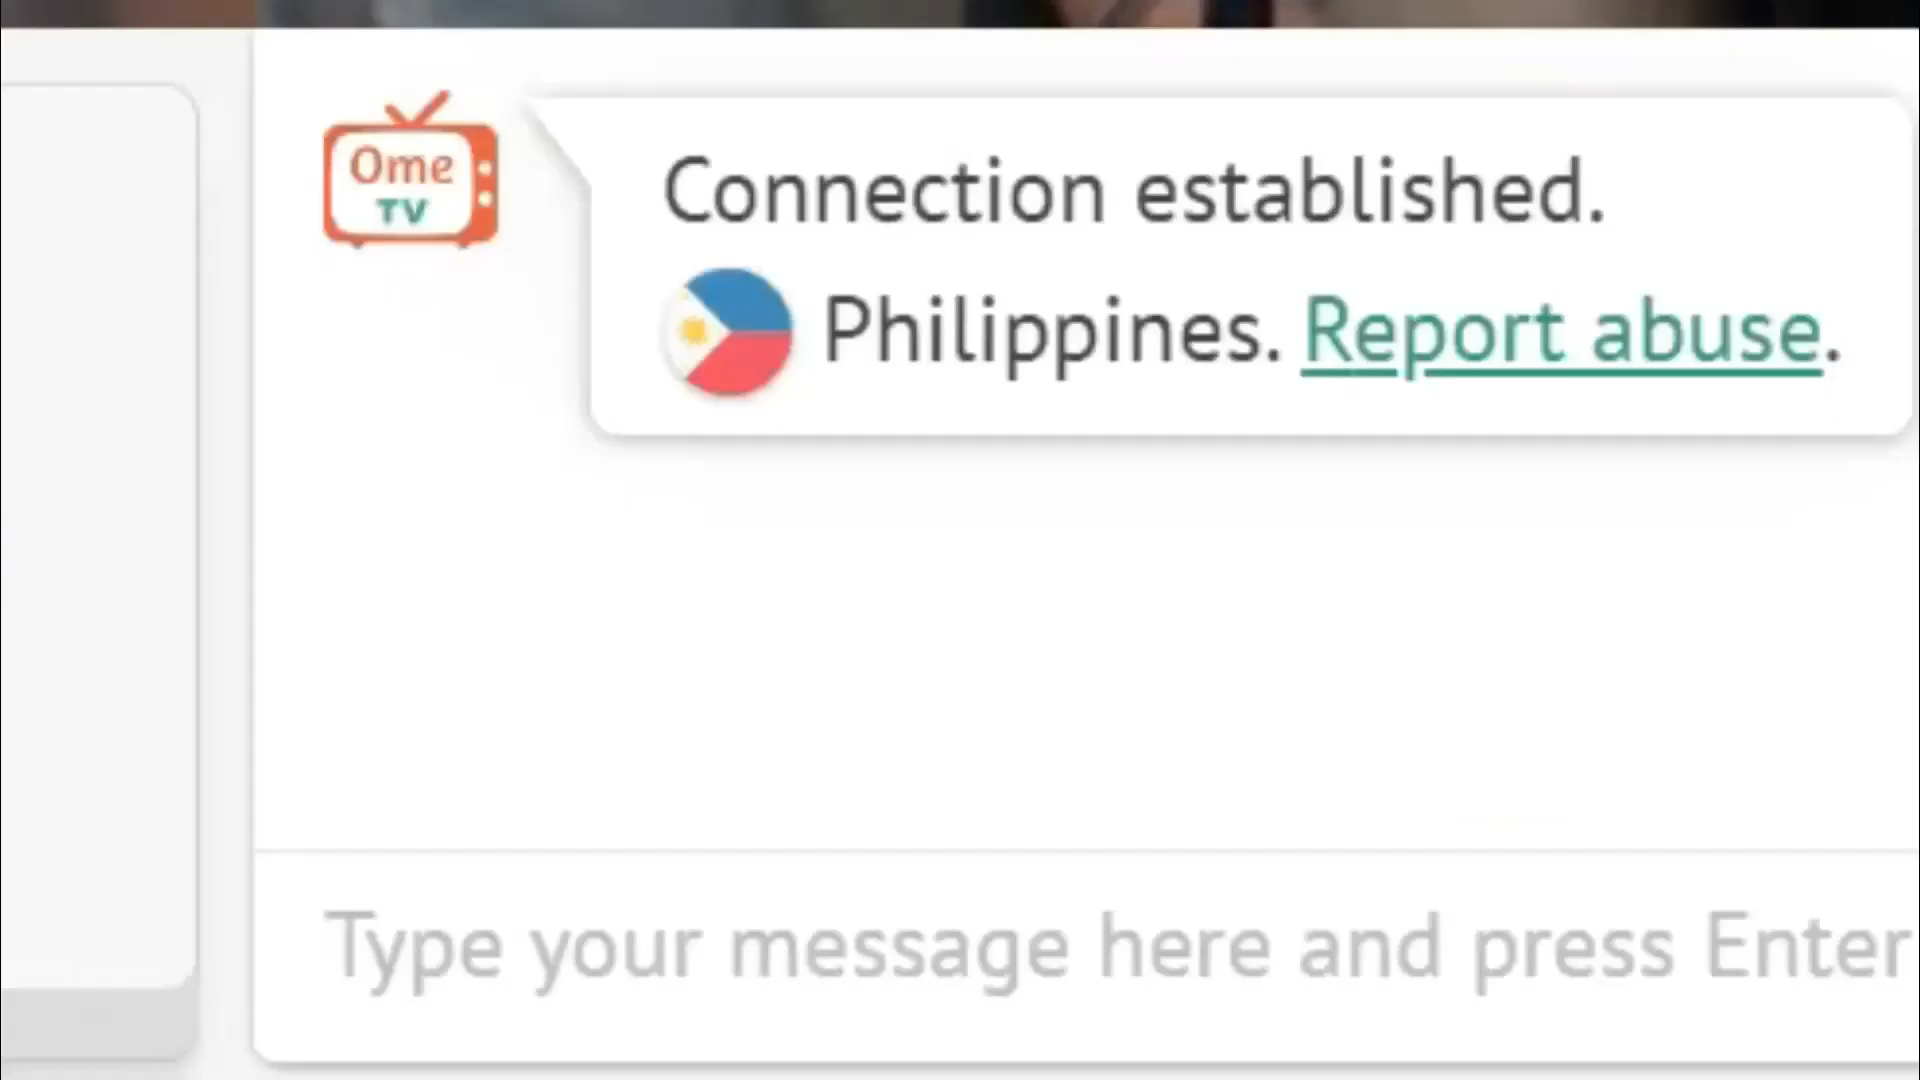 Ome
TV
Connection established.
Philippines. Report abuse.
Type your message here and press Enter